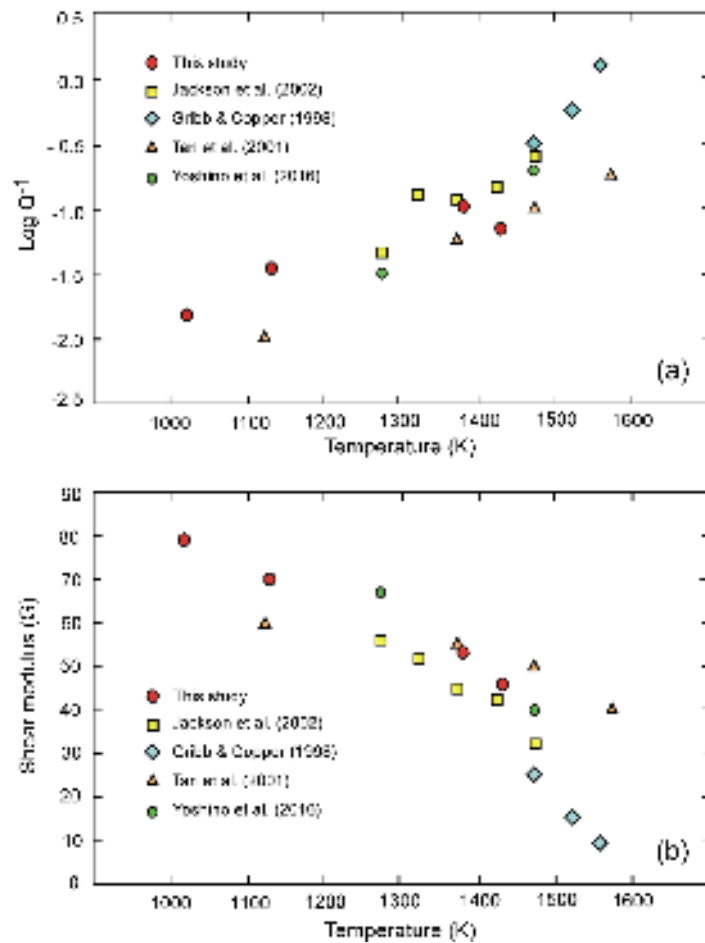 0.5
0.0
-0.5
-1.0
-1.5
-2.0
-2.5
Log Q⁻¹
This study
Jackson et al. (2002)
Gribb & Copper (1998)
Tan et al. (2001)
Yoshino et al. (2016)
(a)
1000 1100 1200 1300 1400 1500 1600
Temperature (K)
90
80
70
60
50
40
30
20
10
0
Shear modulus (G)
This study
Jackson et al. (2002)
Gribb & Copper (1998)
Tan et al. (2001)
Yoshino et al. (2016)
(b)
1000 1100 1200 1300 1400 1500 1600
Temperature (K)